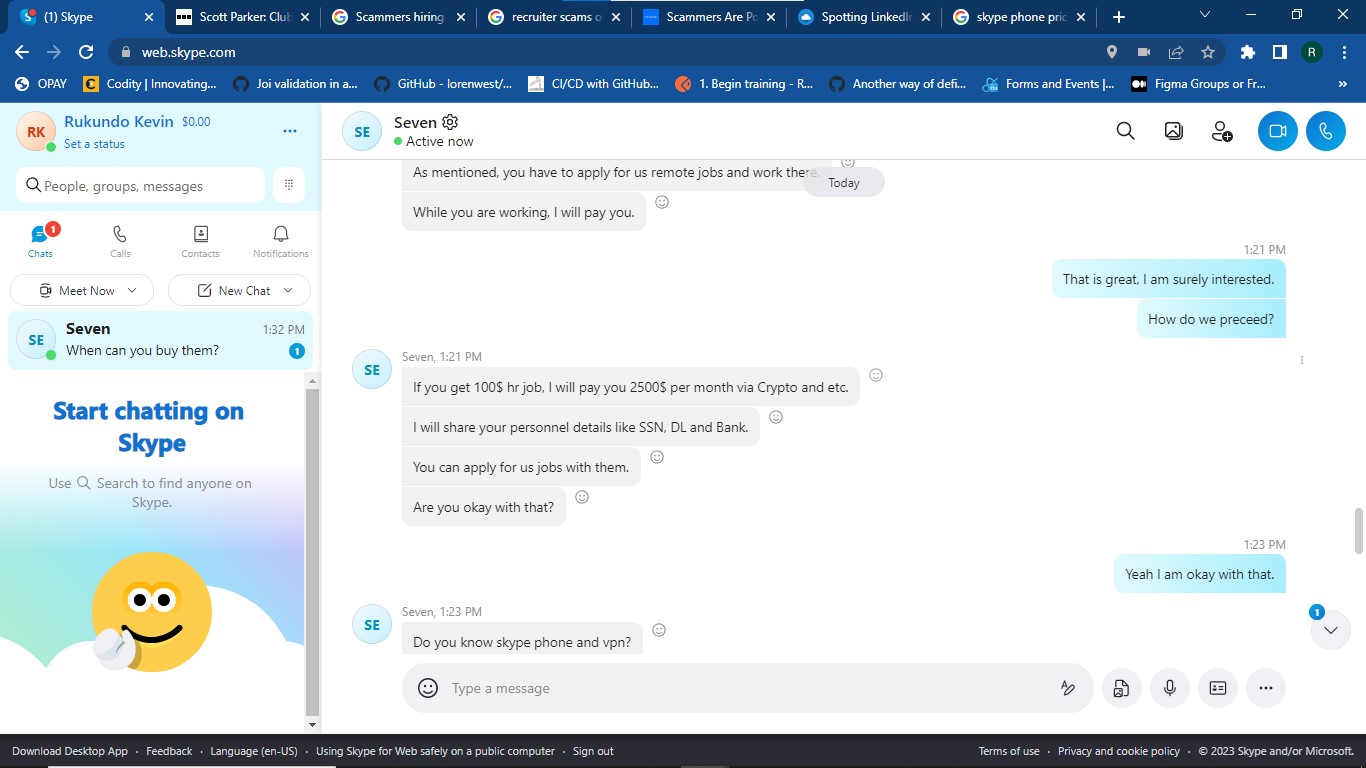 (1) Skype
Scott Parker: Club
Scammers hiring
recruiter scams o
Scammers Are Po
Spotting LinkedIn
skype phone pric
web.skype.com
R
OPAY
Codity | Innovating...
Joi validation in a...
GitHub - lorenwest/...
CI/CD with GitHub...
1. Begin training - R...
Another way of defi...
Forms and Events |...
Figma Groups or Fr...
»
RK
Rukundo Kevin $0.00
Set a status
People, groups, messages
Chats
1
Calls
Contacts
Notifications
Meet Now
New Chat
SE
Seven
1:32 PM
When can you buy them?
1
Start chatting on
Skype
Use Search to find anyone on
Skype.
SE
Seven
Active now
As mentioned, you have to apply for us remote jobs and work there.
Today
While you are working, I will pay you.
1:21 PM
That is great, I am surely interested.
How do we preceed?
SE
Seven, 1:21 PM
If you get 100$ hr job, I will pay you 2500$ per month via Crypto and etc.
I will share your personnel details like SSN, DL and Bank.
You can apply for us jobs with them.
Are you okay with that?
1:23 PM
Yeah I am okay with that.
SE
Seven, 1:23 PM
Do you know skype phone and vpn?
1
Type a message
Download Desktop App · Feedback · Language (en-US) · Using Skype for Web safely on a public computer · Sign out
Terms of use · Privacy and cookie policy · © 2023 Skype and/or Microsoft.